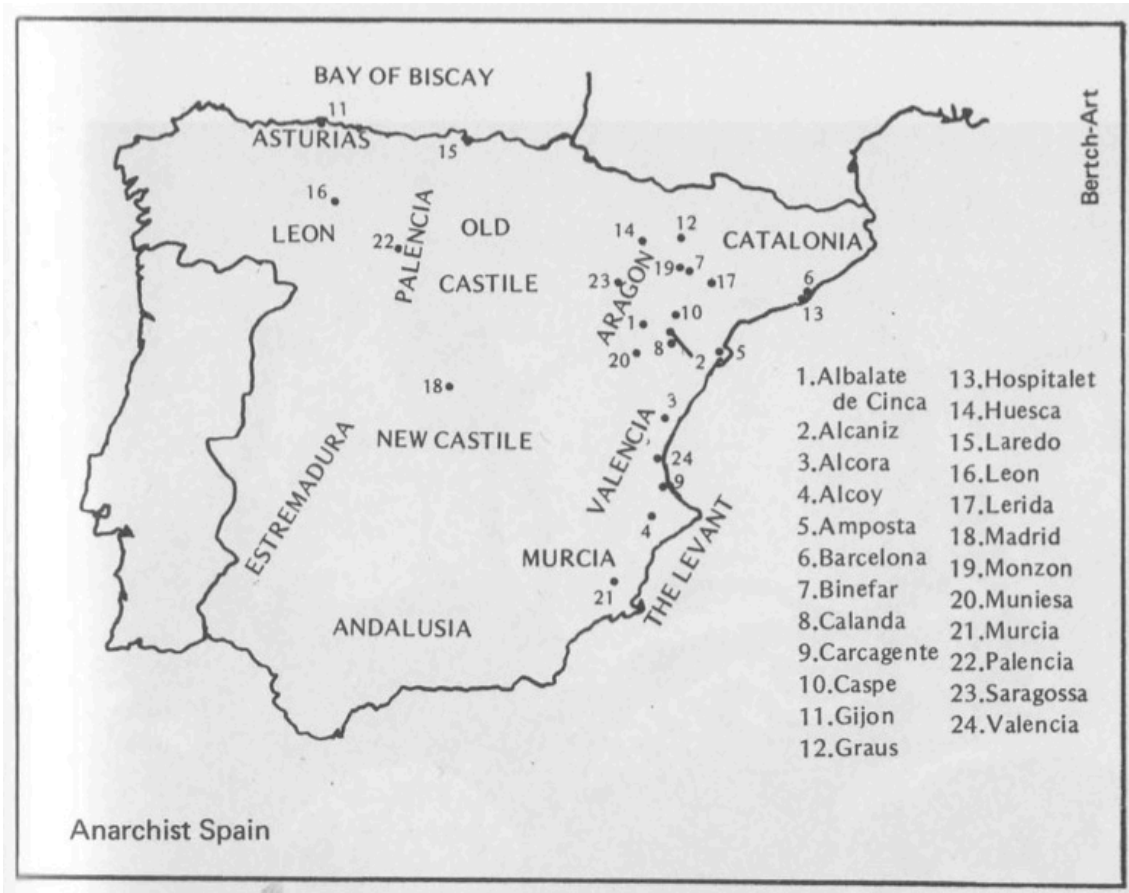 BAY OF BISCAY
11
ASTURIAS
15
16
LEON
22
PALENCIA
OLD
CASTILE
14
12
CATALONIA
19
7
23
17
ARAGON
6
13
10
1
8
2
5
20
18
3
NEW CASTILE
VALENCIA
24
9
ESTREMADURA
4
MURCIA
21
THE LEVANT
ANDALUSIA
1.Albalate
de Cinca
2.Alcaniz
3.Alcora
4.Alcoy
5.Amposta
6.Barcelona
7.Binefar
8.Calanda
9.Carcagente
10.Caspe
11.Gijon
12.Graus
13.Hospitalet
14.Huesca
15.Laredo
16.Leon
17.Lerida
18.Madrid
19.Monzon
20.Muniesa
21.Murcia
22.Palencia
23.Saragossa
24.Valencia
Bertch-Art
Anarchist Spain